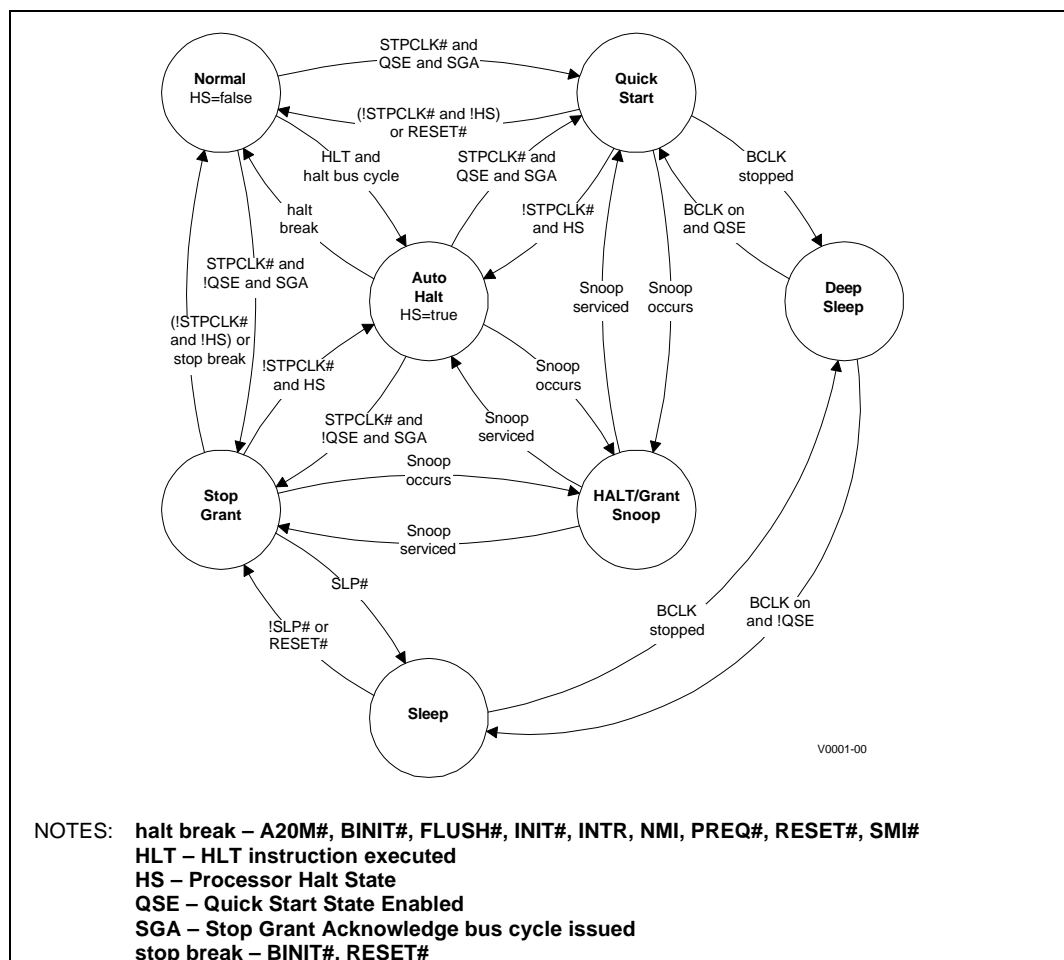 STPCLK# and
QSE and SGA
Normal
HS=false
Quick
Start
(!STPCLK# and !HS)
or RESET#
HLT and
halt bus cycle
STPCLK# and
QSE and SGA
BCLK
stopped
halt
break
!STPCLK#
and HS
BCLK on
and QSE
STPCLK# and
!QSE and SGA
Auto
Halt
HS=true
Snoop
serviced
Snoop
occurs
Deep
Sleep
(!STPCLK#
and !HS) or
stop break
!STPCLK#
and HS
Snoop
occurs
STPCLK# and
!QSE and SGA
Snoop
serviced
Snoop
occurs
Stop
Grant
HALT/Grant
Snoop
Snoop
serviced
SLP#
BCLK
stopped
BCLK on
and !QSE
!SLP# or
RESET#
Sleep
V0001-00
NOTES: halt break – A20M#, BINIT#, FLUSH#, INIT#, INTR, NMI, PREQ#, RESET#, SMI#
HLT – HLT instruction executed
HS – Processor Halt State
QSE – Quick Start State Enabled
SGA – Stop Grant Acknowledge bus cycle issued
stop break – BINIT#, RESET#